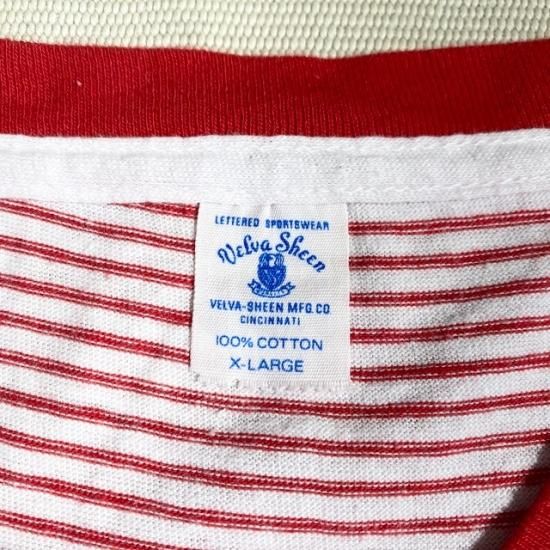 LETTERED SPORTSWEAR
Velva Sheen
VELVA-SHEEN MFG. CO.
CINCINNATI
100% COTTON
X-LARGE